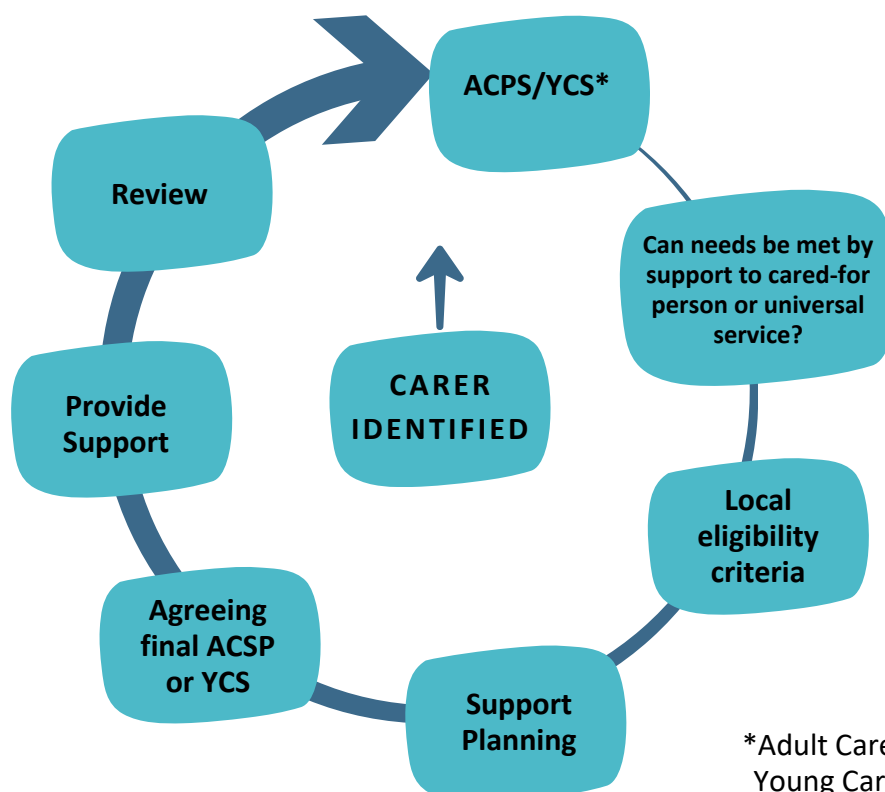 ACPS/YCS*
Can needs be met by
support to cared-for
person or universal
service?
Local
eligibility
criteria
Support
Planning
Agreeing
final ACSP
or YCS
Provide
Support
Review
CARER
IDENTIFIED
*Adult Care
Young Car